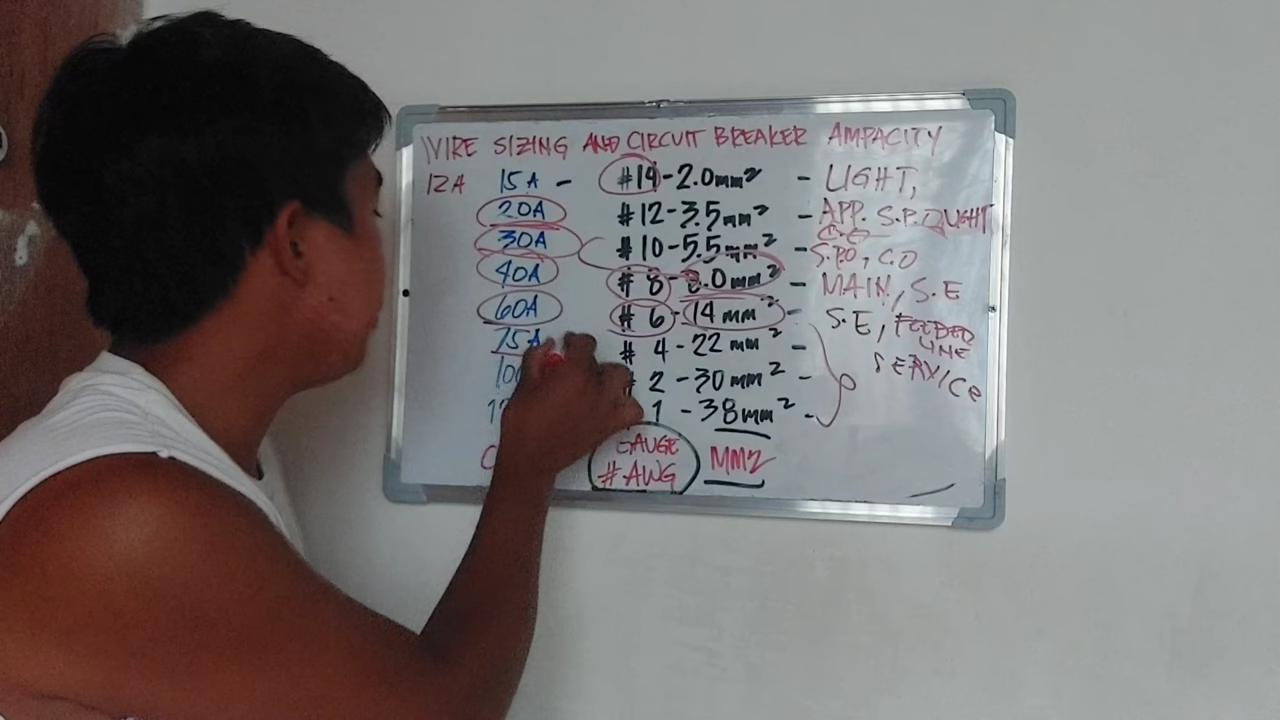 WIRE SIZING AND CIRCUIT BREAKER AMPACITY
12A 15A - #14 - 2.0mm² - LIGHT,
20A #12 - 3.5mm² - APP. S.P.
30A #10 - 5.5mm² - S.P.O, C.O
40A # 8 - 8.0mm² - MAIN, S.E
60A # 6 - 14mm² - S.E, FEEDER
LINE
75A # 4 - 22mm² - SERVICE
2 - 30mm² -
1 - 38mm² -
GAUGE
#AWG MM2